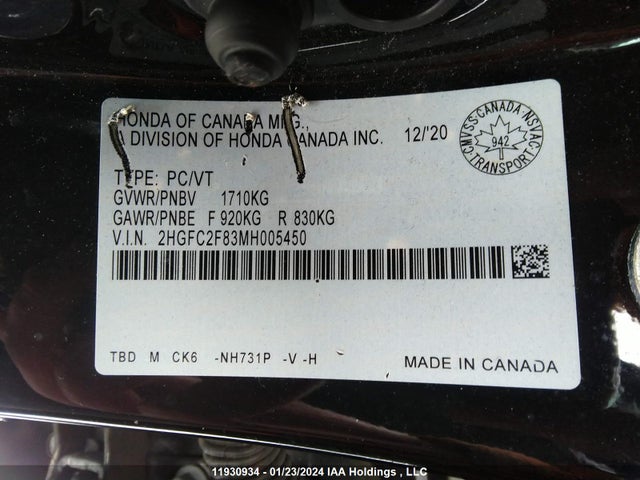 HONDA OF CANADA MFG.,
A DIVISION OF HONDA CANADA INC. 12/'20
CMVSS CANADA NSVAC
942
TRANSPORT
TYPE: PC/VT
GVWR/PNBV 1710KG
GAWR/PNBE F 920KG R 830KG
V.I.N. 2HGFC2F83MH005450
TBD M CK6 -NH731P -V -H
MADE IN CANADA
11930934 - 01/23/2024 IAA Holdings , LLC